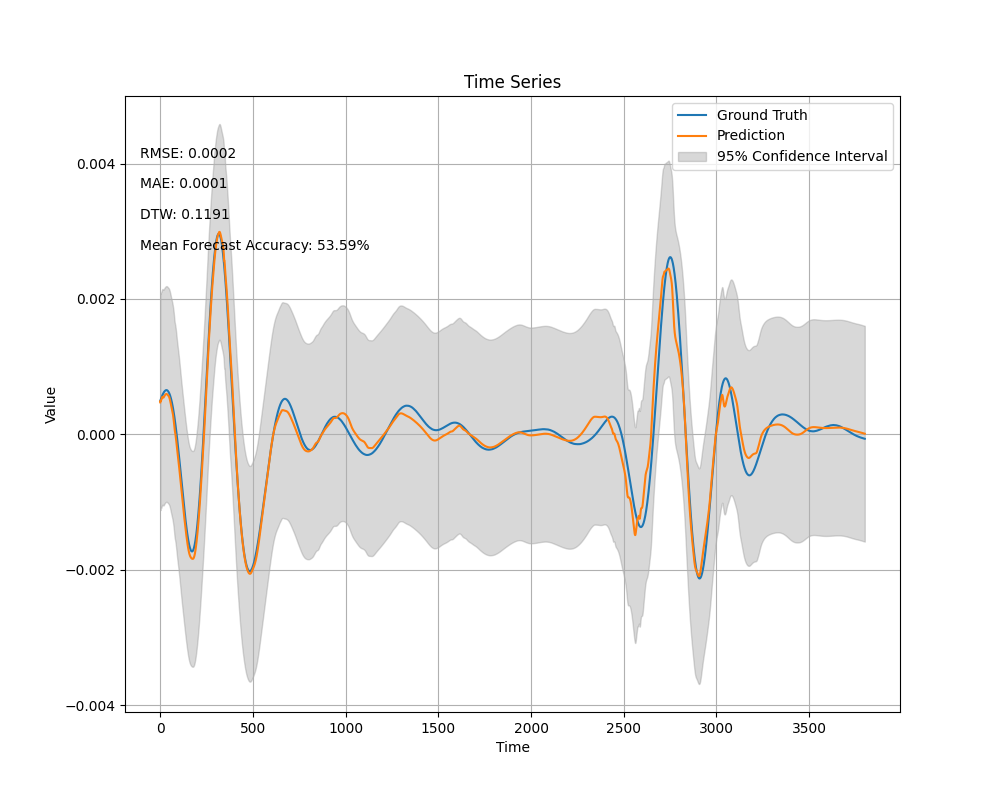 Time Series
Ground Truth
Prediction
95% Confidence Interval
RMSE: 0.0002
MAE: 0.0001
DTW: 0.1191
Mean Forecast Accuracy: 53.59%
0.004
0.002
0.000
−0.002
−0.004
Value
0 500 1000 1500 2000 2500 3000 3500
Time